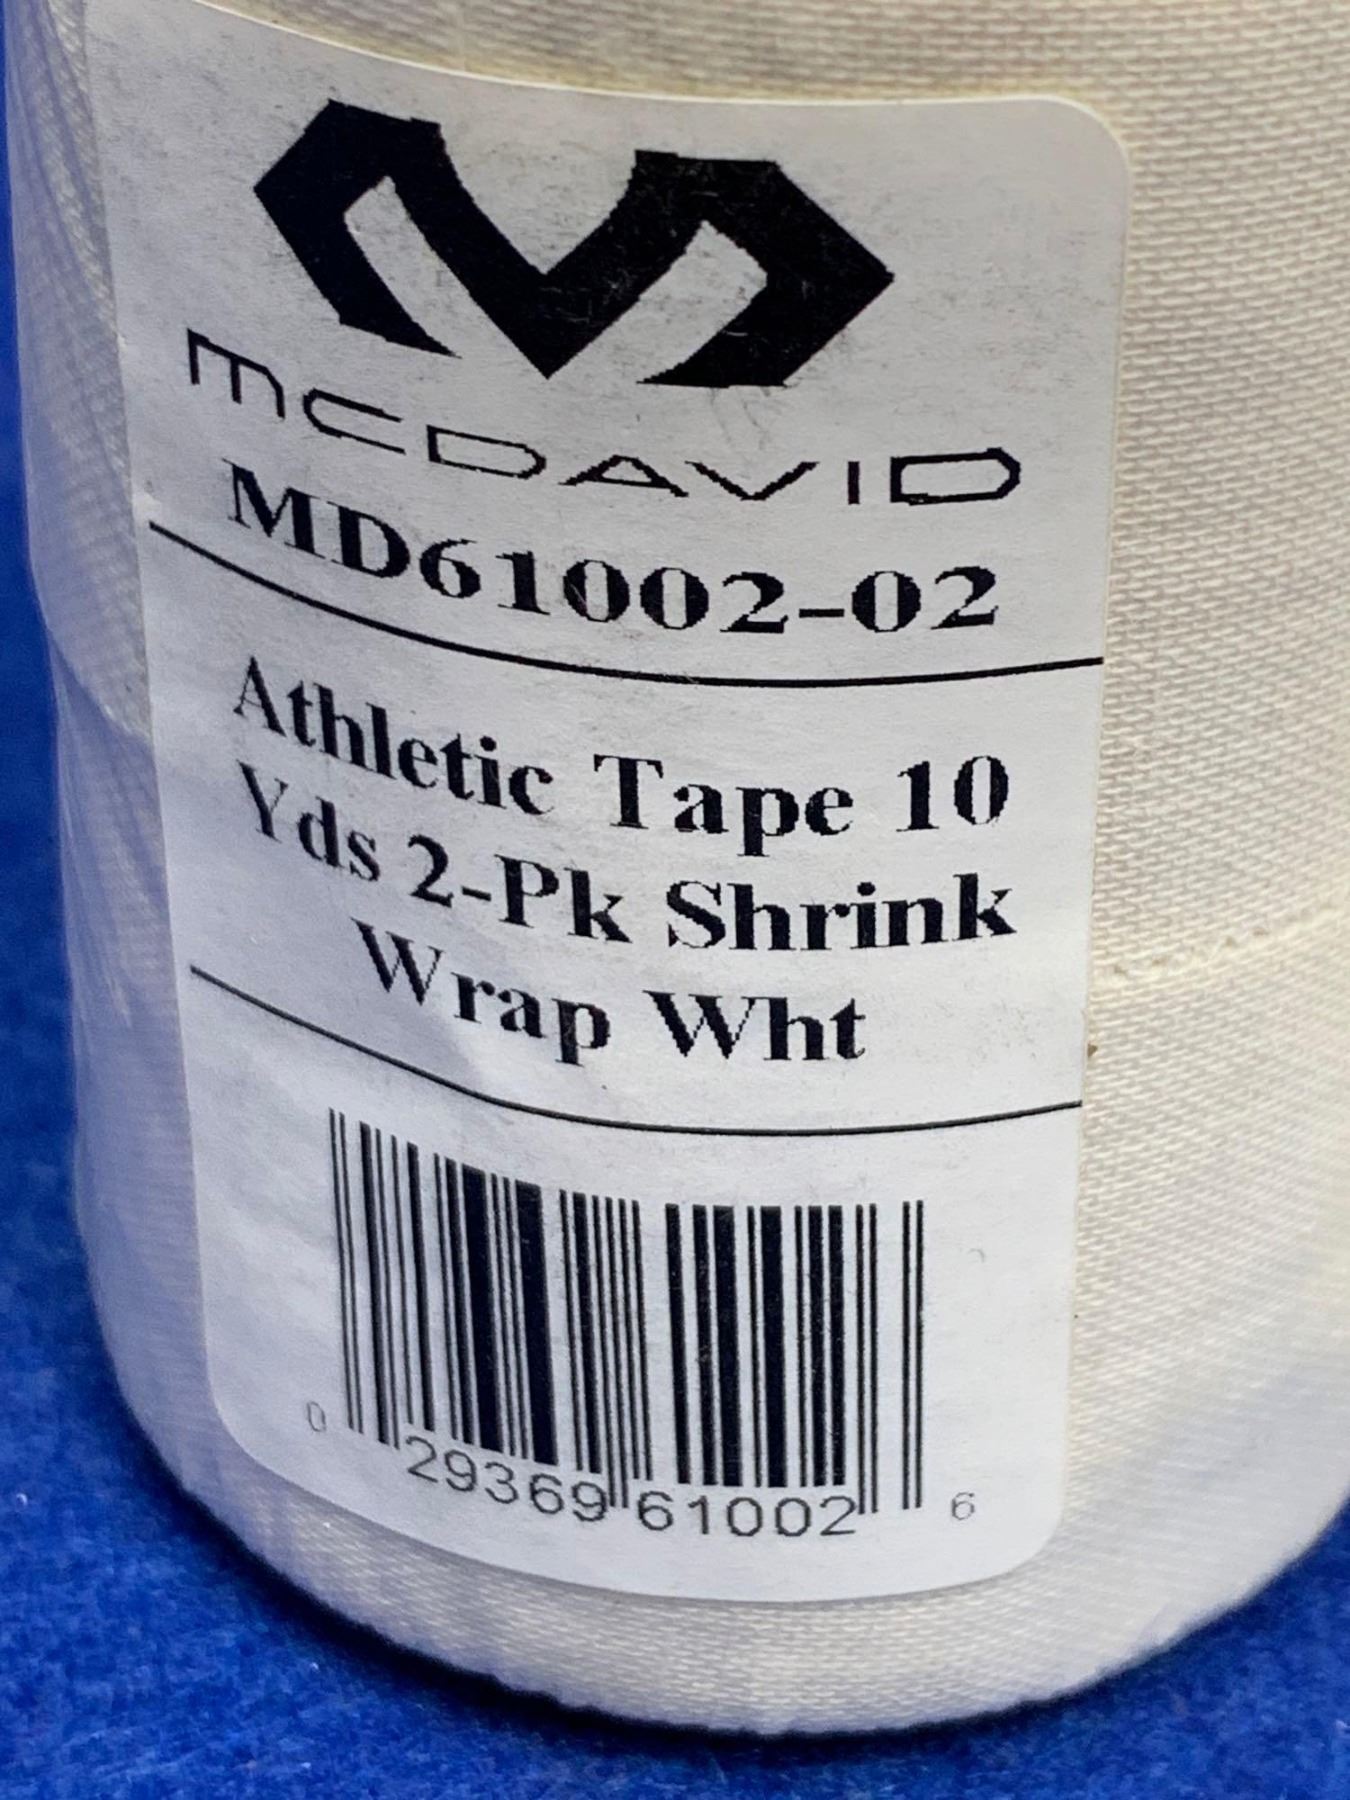 MCDAVID
MD61002-02
Athletic Tape 10
Yds 2-Pk Shrink
Wrap Wht
0 29369 61002 6